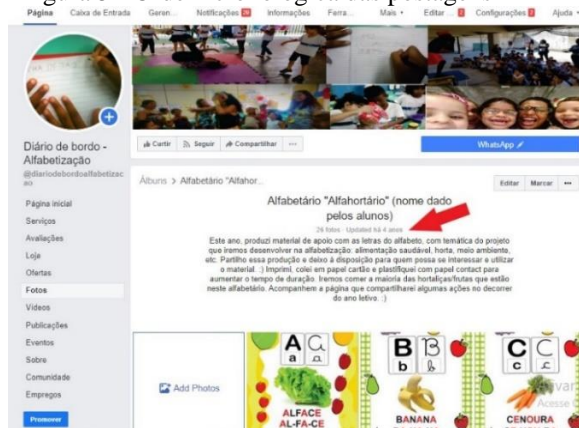 Página Caixa de Entrada Geren... Notificações Informações Ferra... Mais Editar ... Configurações Ajuda
Diário de bordo -
Alfabetização
@diariodebordoalfabetizac
ao
Página inicial
Serviços
Avaliações
Loja
Ofertas
Fotos
Vídeos
Publicações
Eventos
Sobre
Comunidade
Empregos
Promover
Curtir Seguir Compartilhar ...
WhatsApp
Álbuns > Alfabetário "Alfahor...
Editar Marcar ...
Alfabetário "Alfahortário" (nome dado
pelos alunos)
26 fotos · Updated há 4 anos
Este ano, produzi material de apoio com as letras do alfabeto, com temática do projeto
que iremos desenvolver na alfabetização: alimentação saudável, horta, meio ambiente,
etc. Partilho essa produção e deixo à disposição para quem possa se interessar e utilizar
o material. :) Imprimi, colei em papel cartão e plastifiquei com papel contact para
aumentar o tempo de duração. Iremos comer a maioria das hortaliças/frutas que estão
neste alfabetário. Acompanhem a página que compartilharei algumas ações no decorrer
do ano letivo. :)
Add Photos
A A
a a
ALFACE
AL-FA-CE
B B
b b
BANANA
C C
c c
CENOURA